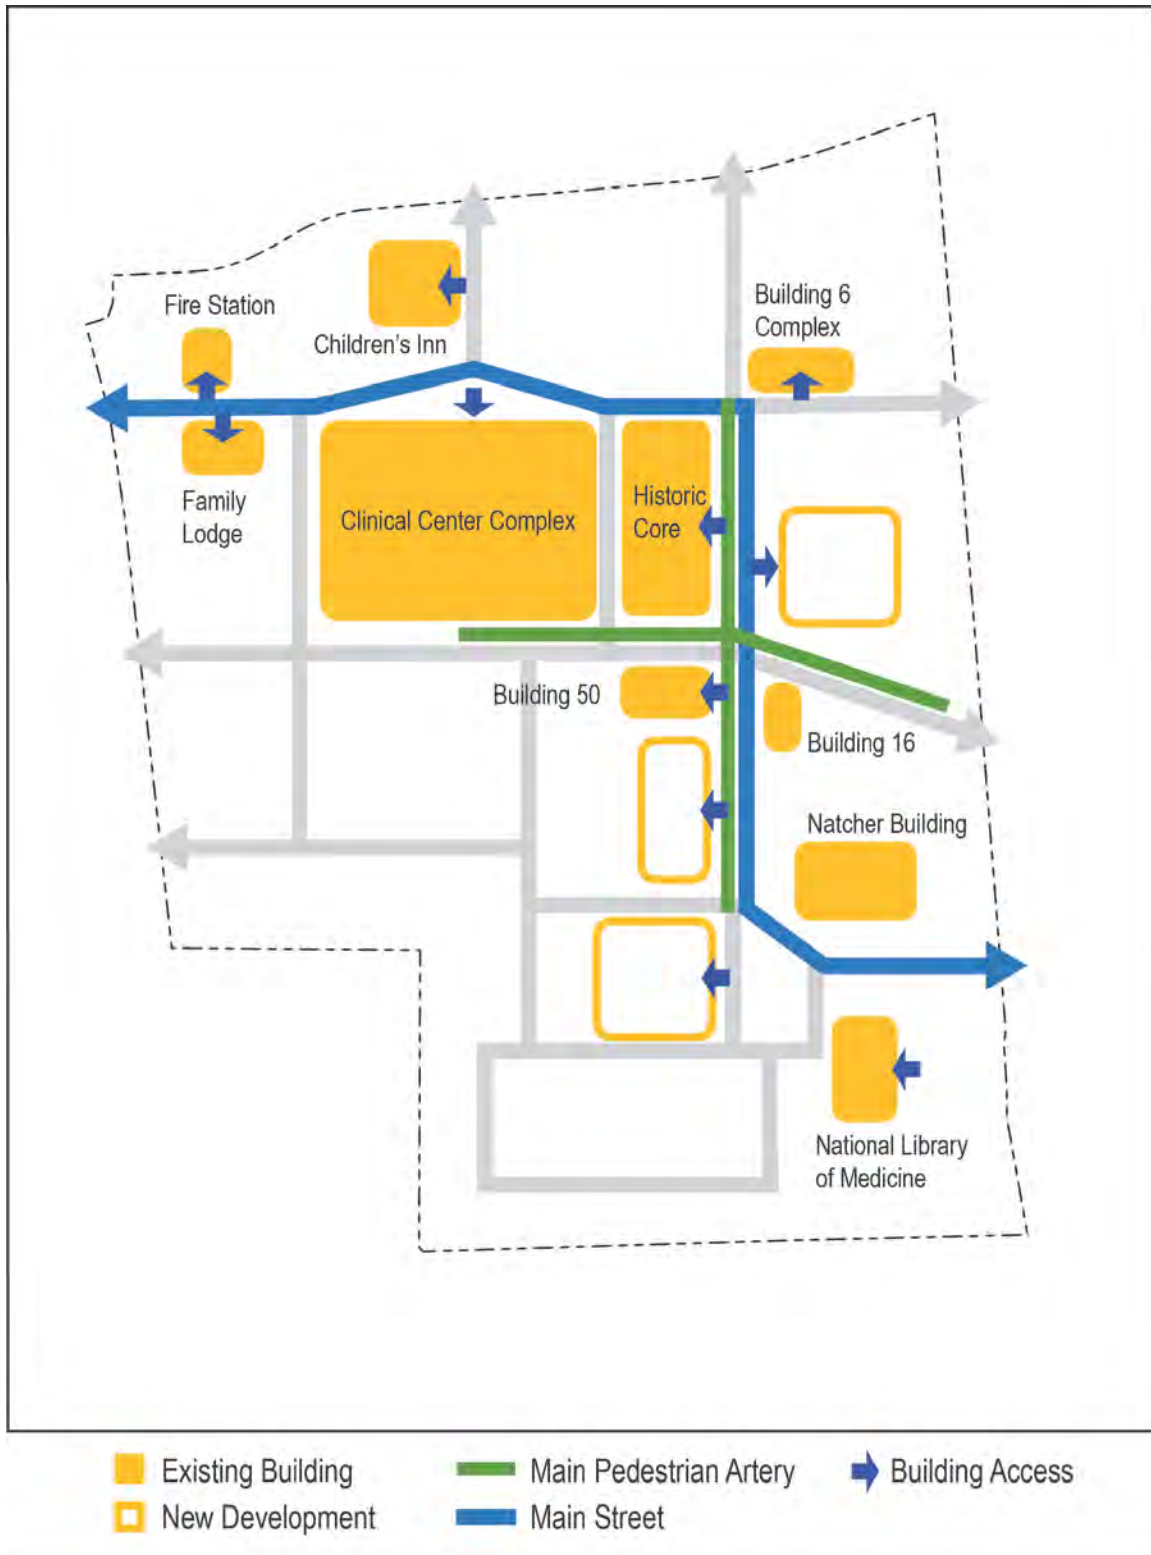 Fire Station
Children's Inn
Building 6
Complex
Family
Lodge
Clinical Center Complex
Historic
Core
Building 50
Building 16
Natcher Building
National Library
of Medicine
Existing Building
New Development
Main Pedestrian Artery
Main Street
Building Access